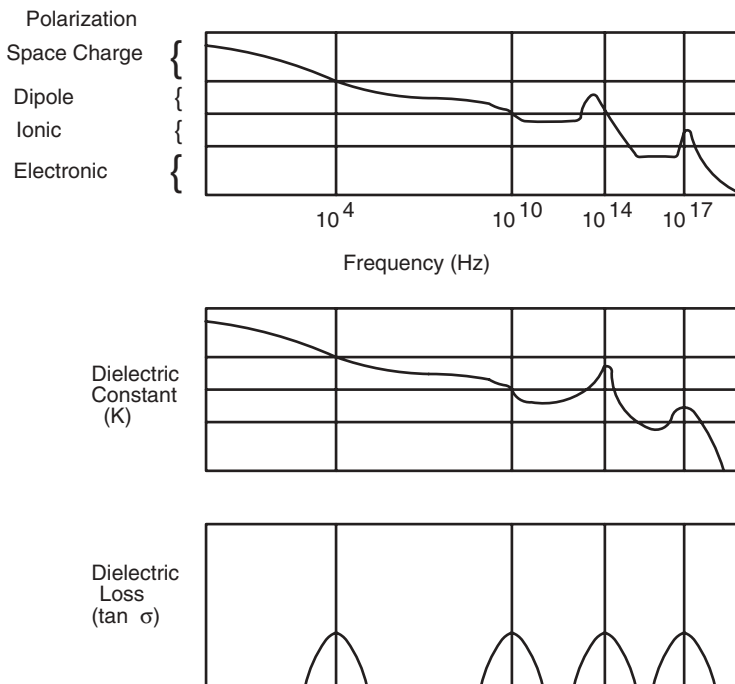 Polarization
Space Charge {
Dipole {
Ionic {
Electronic {
10^4 10^10 10^14 10^17
Frequency (Hz)
Dielectric
Constant
(K)
Dielectric
Loss
(tan σ)